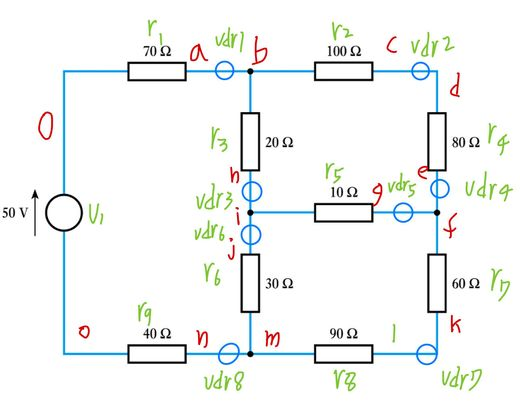 r1 r2
70 Ω a vdr1 b 100 Ω c vdr2
d
0
r3 20 Ω 80 Ω r4
h r5 e
vdr3 10 Ω g vdr5 vdr4
50 V U1 i f
vdr6
j
r6 30 Ω 60 Ω r7
r9 k
o 40 Ω n m 90 Ω l
vdr8 r8 vdr7